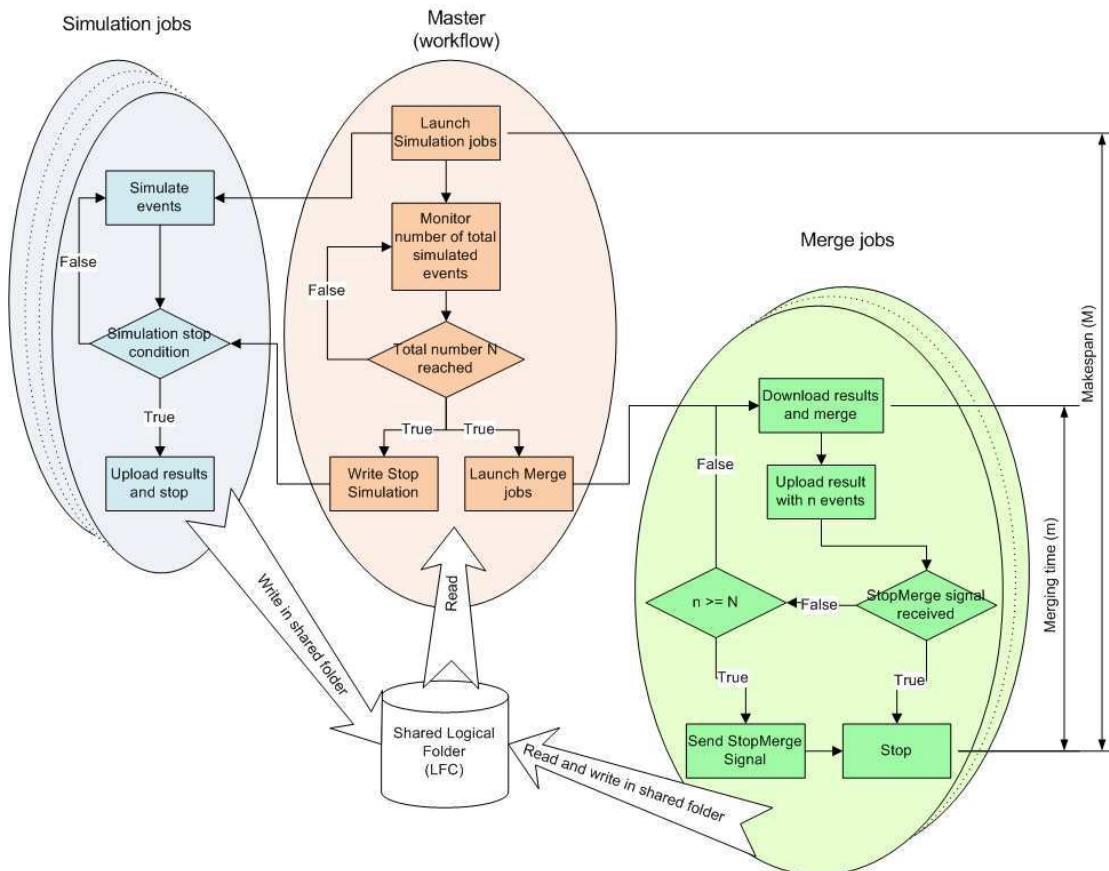 Simulation jobs
Master
(workflow)
Launch
Simulation jobs
Simulate
events
Monitor
number of total
simulated
events
False
False
Simulation stop
condition
Total number N
reached
True
True
True
Upload results
and stop
Write Stop
Simulation
Launch Merge
jobs
Merge jobs
Download results
and merge
False
Upload result
with n events
n >= N
False
StopMerge signal
received
True
True
Send StopMerge
Signal
Stop
Makespan (M)
Merging time (m)
Write in shared folder
Read
Shared Logical
Folder
(LFC)
Read and write in shared folder